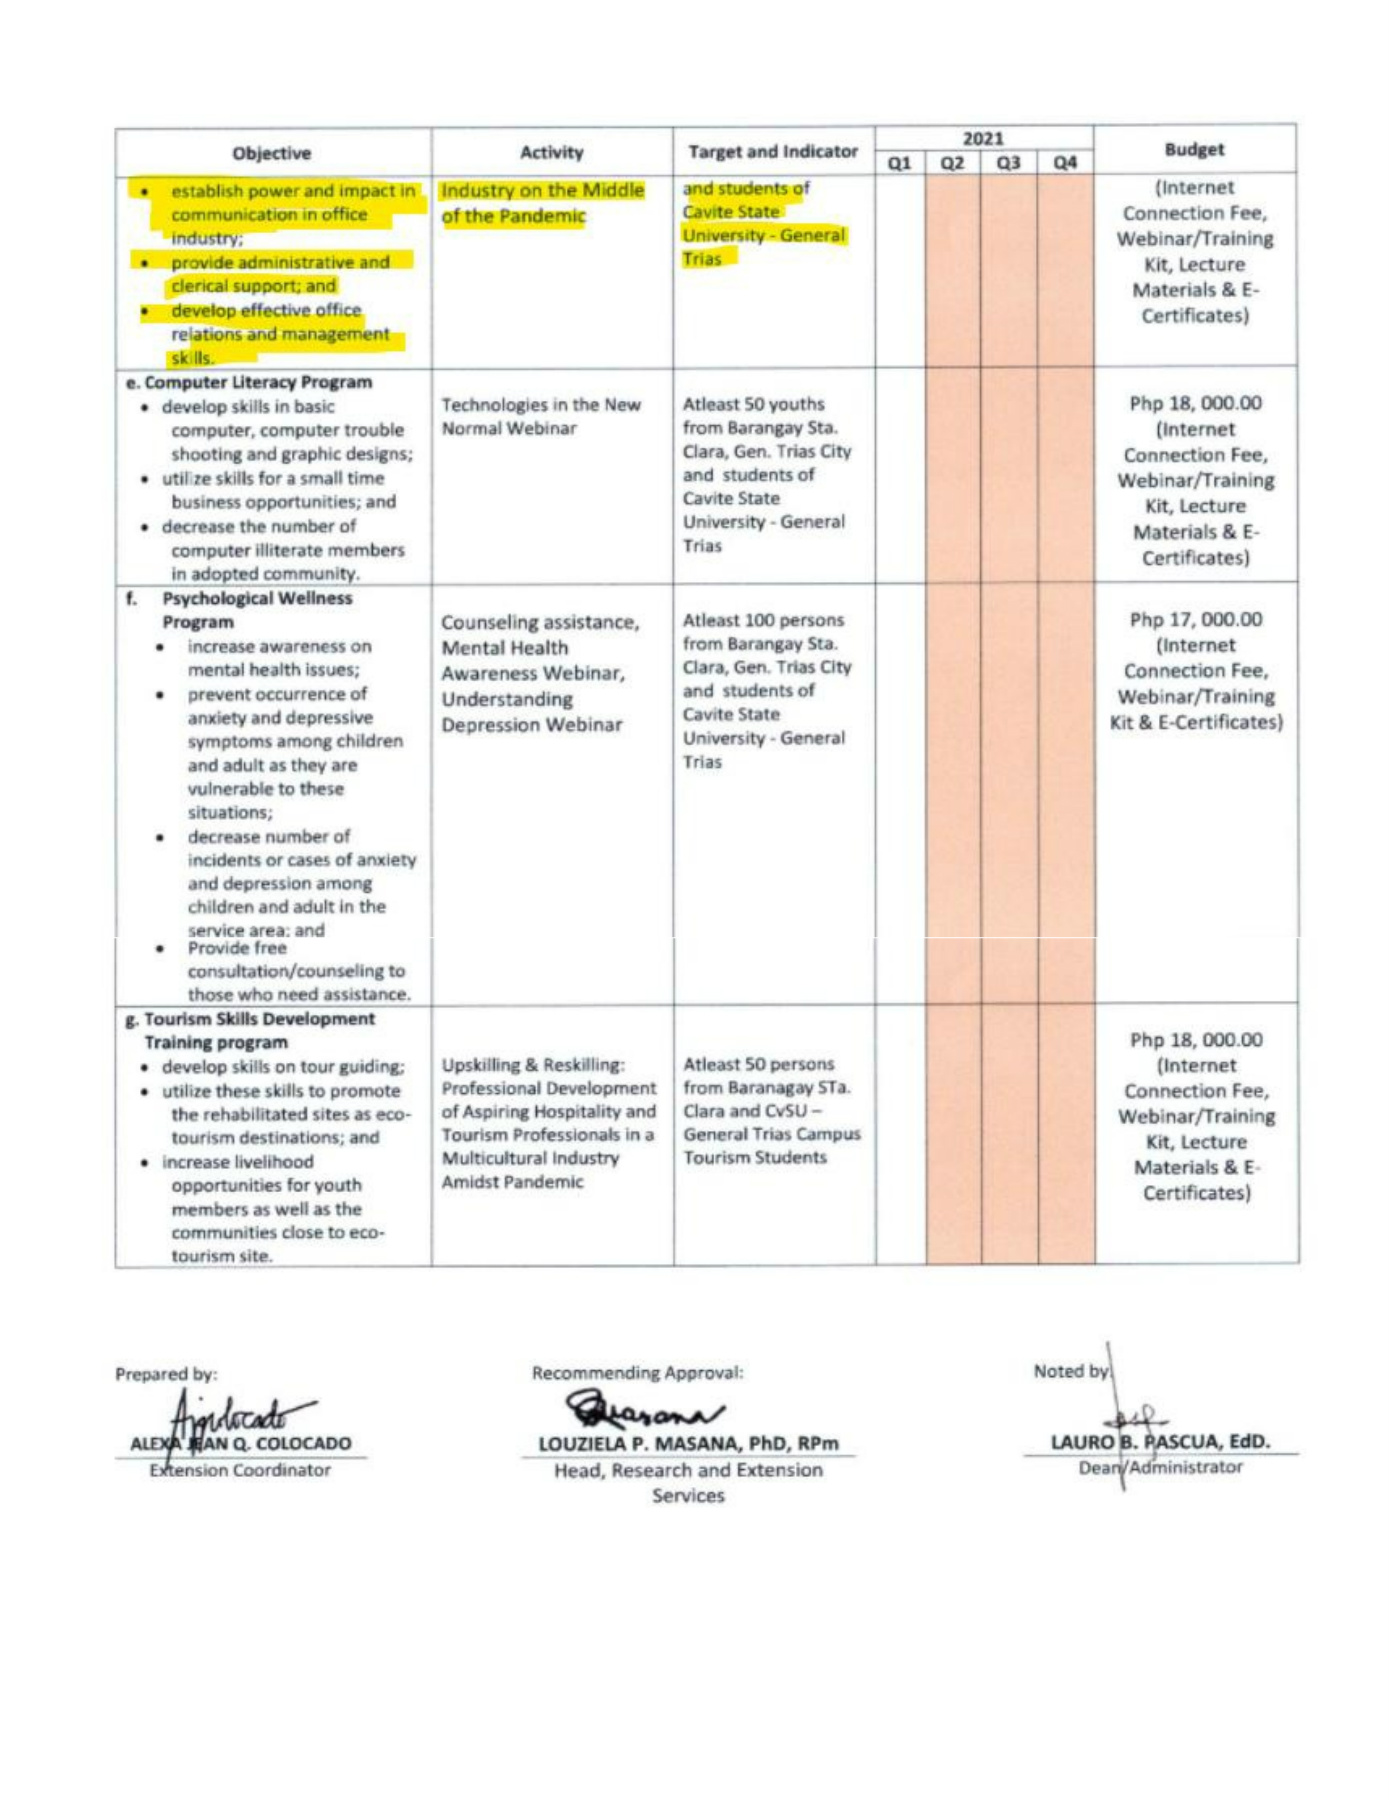 Objective Activity Target and Indicator 2021 Budget
Q1 Q2 Q3 Q4
• establish power and impact in
communication in office
industry;
• provide administrative and
clerical support; and
• develop effective office
relations and management
skills.
Industry on the Middle
of the Pandemic
and students of
Cavite State
University - General
Trias
(Internet
Connection Fee,
Webinar/Training
Kit, Lecture
Materials & E-
Certificates)
e. Computer Literacy Program
• develop skills in basic
computer, computer trouble
shooting and graphic designs;
• utilize skills for a small time
business opportunities; and
• decrease the number of
computer illiterate members
in adopted community.
Technologies in the New
Normal Webinar
Atleast 50 youths
from Barangay Sta.
Clara, Gen. Trias City
and students of
Cavite State
University - General
Trias
Php 18, 000.00
(Internet
Connection Fee,
Webinar/Training
Kit, Lecture
Materials & E-
Certificates)
f. Psychological Wellness
Program
• increase awareness on
mental health issues;
• prevent occurrence of
anxiety and depressive
symptoms among children
and adult as they are
vulnerable to these
situations;
• decrease number of
incidents or cases of anxiety
and depression among
children and adult in the
service area; and
• Provide free
consultation/counseling to
those who need assistance.
Counseling assistance,
Mental Health
Awareness Webinar,
Understanding
Depression Webinar
Atleast 100 persons
from Barangay Sta.
Clara, Gen. Trias City
and students of
Cavite State
University - General
Trias
Php 17, 000.00
(Internet
Connection Fee,
Webinar/Training
Kit & E-Certificates)
g. Tourism Skills Development
Training program
• develop skills on tour guiding;
• utilize these skills to promote
the rehabilitated sites as eco-
tourism destinations; and
• increase livelihood
opportunities for youth
members as well as the
communities close to eco-
tourism site.
Upskilling & Reskilling:
Professional Development
of Aspiring Hospitality and
Tourism Professionals in a
Multicultural Industry
Amidst Pandemic
Atleast 50 persons
from Baranagay STa.
Clara and CvSU –
General Trias Campus
Tourism Students
Php 18, 000.00
(Internet
Connection Fee,
Webinar/Training
Kit, Lecture
Materials & E-
Certificates)
Prepared by:
ALEXA JEAN Q. COLOCADO
Extension Coordinator
Recommending Approval:
LOUZIELA P. MASANA, PhD, RPm
Head, Research and Extension
Services
Noted by
LAURO B. PASCUA, EdD.
Dean/Administrator